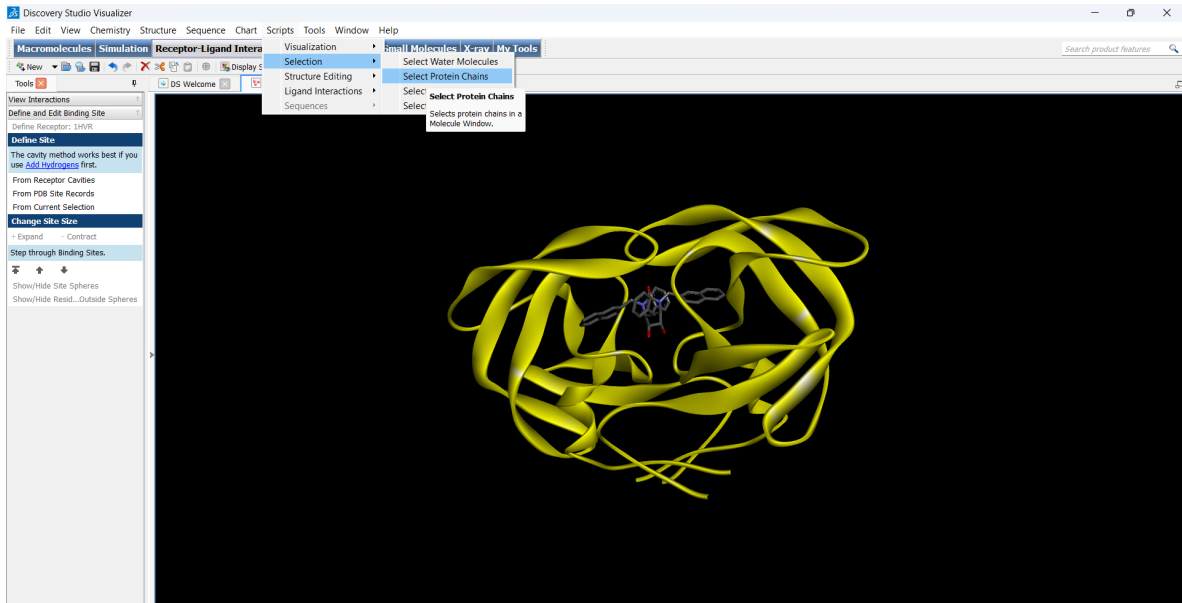 Discovery Studio Visualizer
File Edit View Chemistry Structure Sequence Chart Scripts Tools Window Help
Macromolecules Simulation Receptor-Ligand Intera Small Molecules X-ray My Tools
Search product features
New Display S
Visualization
Selection
Structure Editing
Ligand Interactions
Sequences
Select Water Molecules
Select Protein Chains
Selec
Selec
Select Protein Chains
Selects protein chains in a
Molecule Window.
Tools
DS Welcome
View Interactions ?
Define and Edit Binding Site ?
Define Receptor: 1HVR
Define Site
The cavity method works best if you
use Add Hydrogens first.
From Receptor Cavities
From PDB Site Records
From Current Selection
Change Site Size
+ Expand - Contract
Step through Binding Sites.
Show/Hide Site Spheres
Show/Hide Resid...Outside Spheres